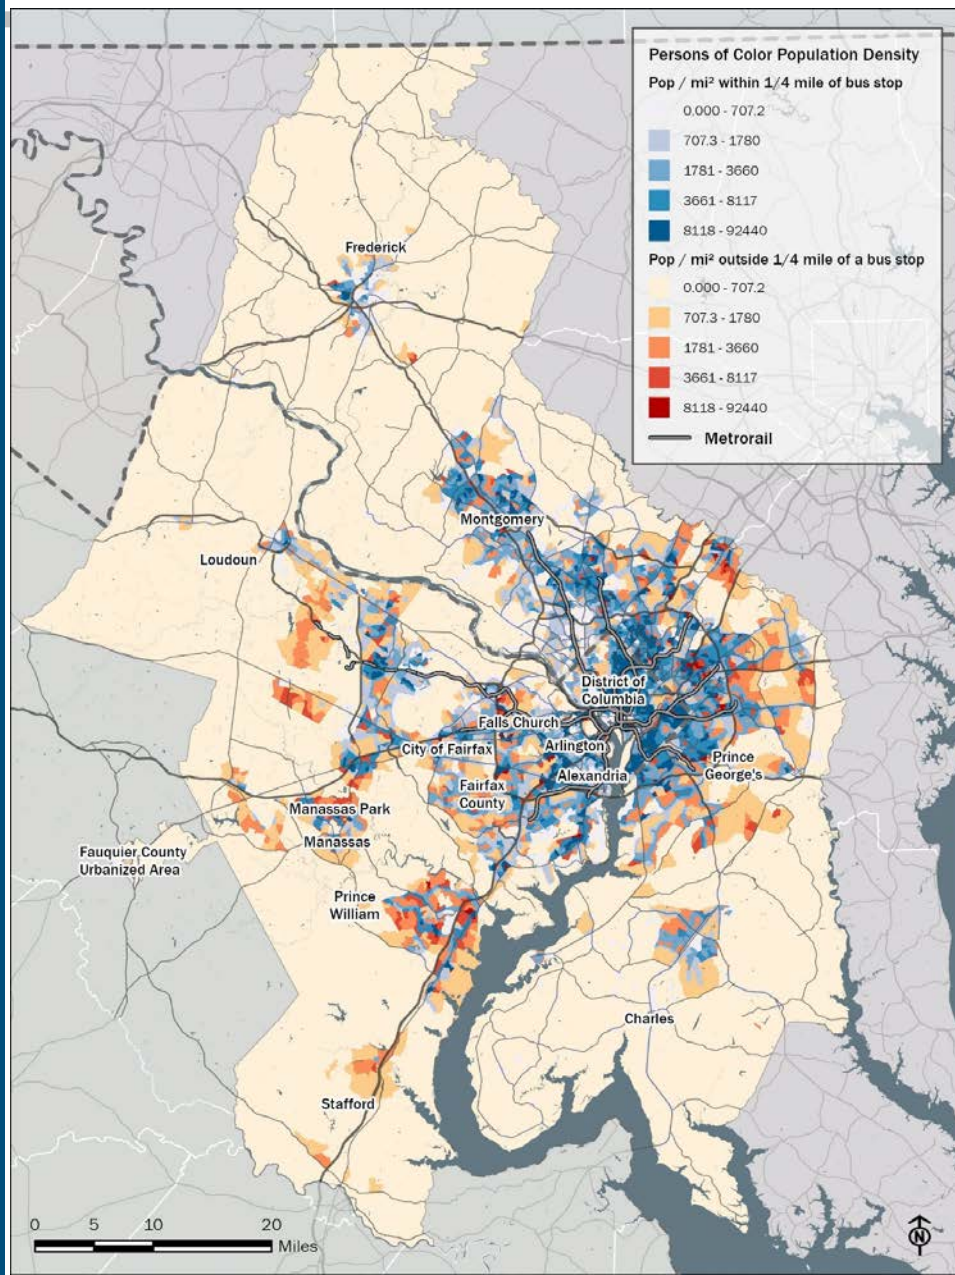 Persons of Color Population Density
Pop / mi² within 1/4 mile of bus stop
0.000 - 707.2
707.3 - 1780
1781 - 3660
3661 - 8117
8118 - 92440
Pop / mi² outside 1/4 mile of a bus stop
0.000 - 707.2
707.3 - 1780
1781 - 3660
3661 - 8117
8118 - 92440
Metrorail
Frederick
Montgomery
Loudoun
District of
Columbia
Falls Church
City of Fairfax
Arlington
Prince
George's
Alexandria
Fairfax
County
Manassas Park
Manassas
Fauquier County
Urbanized Area
Prince
William
Charles
Stafford
0 5 10 20
Miles
N